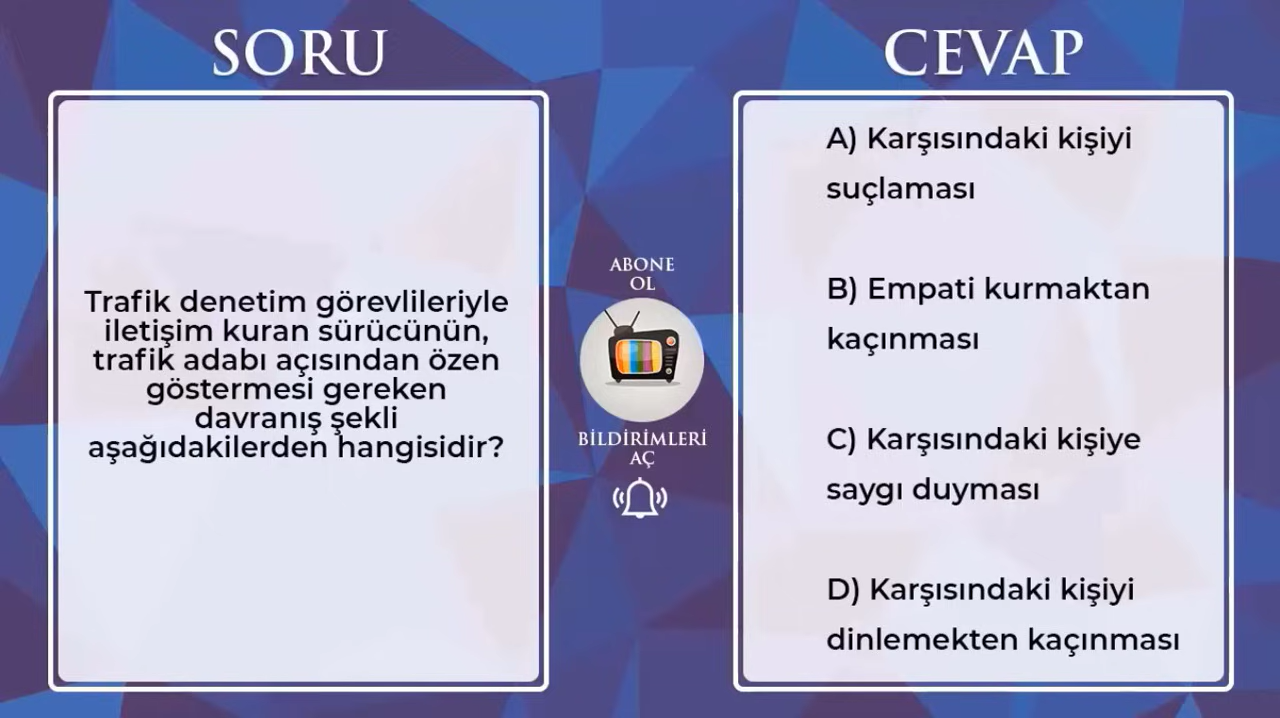 SORU
Trafik denetim görevlileriyle
iletişim kuran sürücünün,
trafik adabı açısından özen
göstermesi gereken
davranış şekli
aşağıdakilerden hangisidir?
ABONE
OL
BİLDİRİMLERİ
AÇ
CEVAP
A) Karşısındaki kişiyi
suçlaması
B) Empati kurmaktan
kaçınması
C) Karşısındaki kişiye
saygı duyması
D) Karşısındaki kişiyi
dinlemekten kaçınması